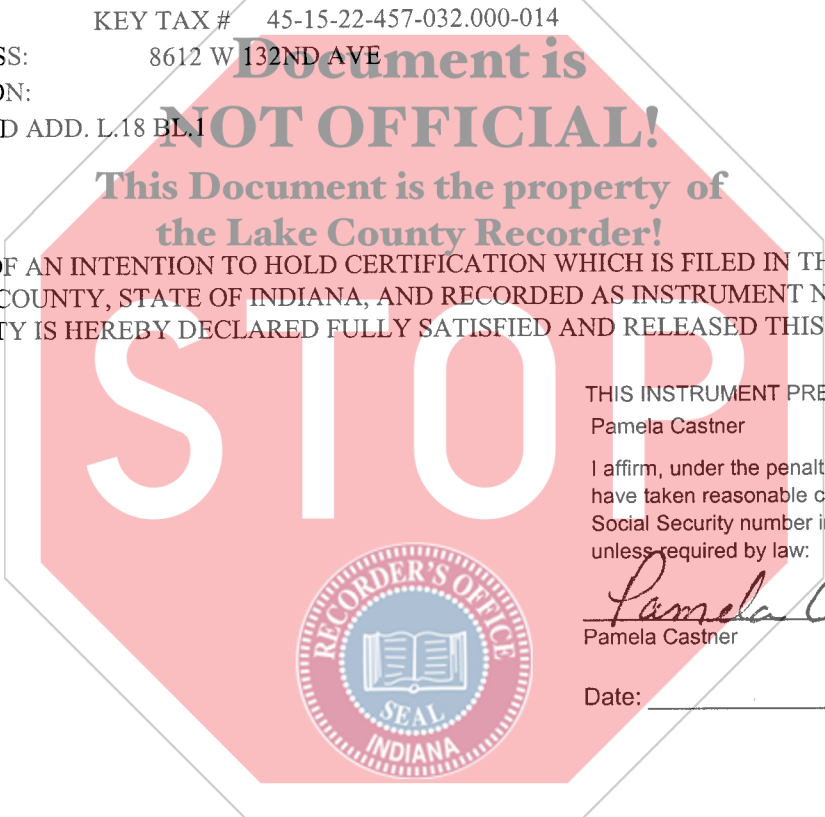 KEY TAX # 45-15-22-457-032.000-014
SS: 8612 W 132ND AVE
ON:
D ADD. L.18 BL.1
Document is
NOT OFFICIAL!
This Document is the property of
the Lake County Recorder!
OF AN INTENTION TO HOLD CERTIFICATION WHICH IS FILED IN TH
COUNTY, STATE OF INDIANA, AND RECORDED AS INSTRUMENT N
TY IS HEREBY DECLARED FULLY SATISFIED AND RELEASED THIS
STOP
THIS INSTRUMENT PRE
Pamela Castner
I affirm, under the penalt
have taken reasonable c
Social Security number i
unless required by law:
Pamela C
Pamela Castner
Date:
RECORDER'S OFFICE
SEAL
INDIANA